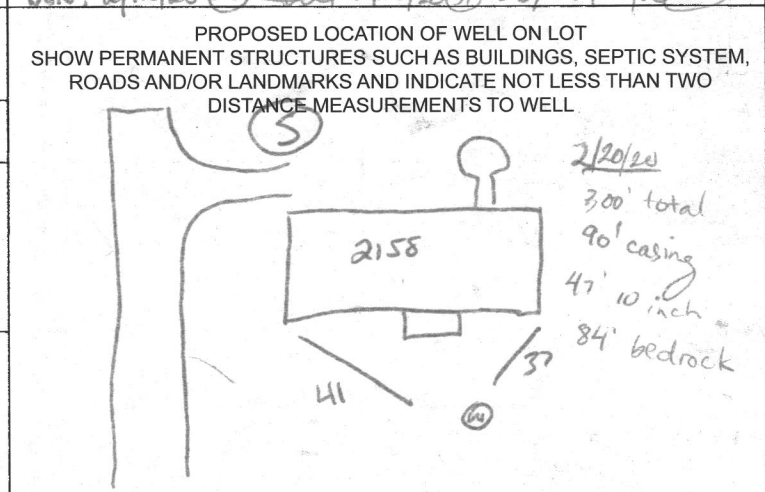 PROPOSED LOCATION OF WELL ON LOT
SHOW PERMANENT STRUCTURES SUCH AS BUILDINGS, SEPTIC SYSTEM,
ROADS AND/OR LANDMARKS AND INDICATE NOT LESS THAN TWO
DISTANCE MEASUREMENTS TO WELL
S
2/20/20
300' total
2158
90' casing
47' 10 inch
84' bedrock
37
41
W